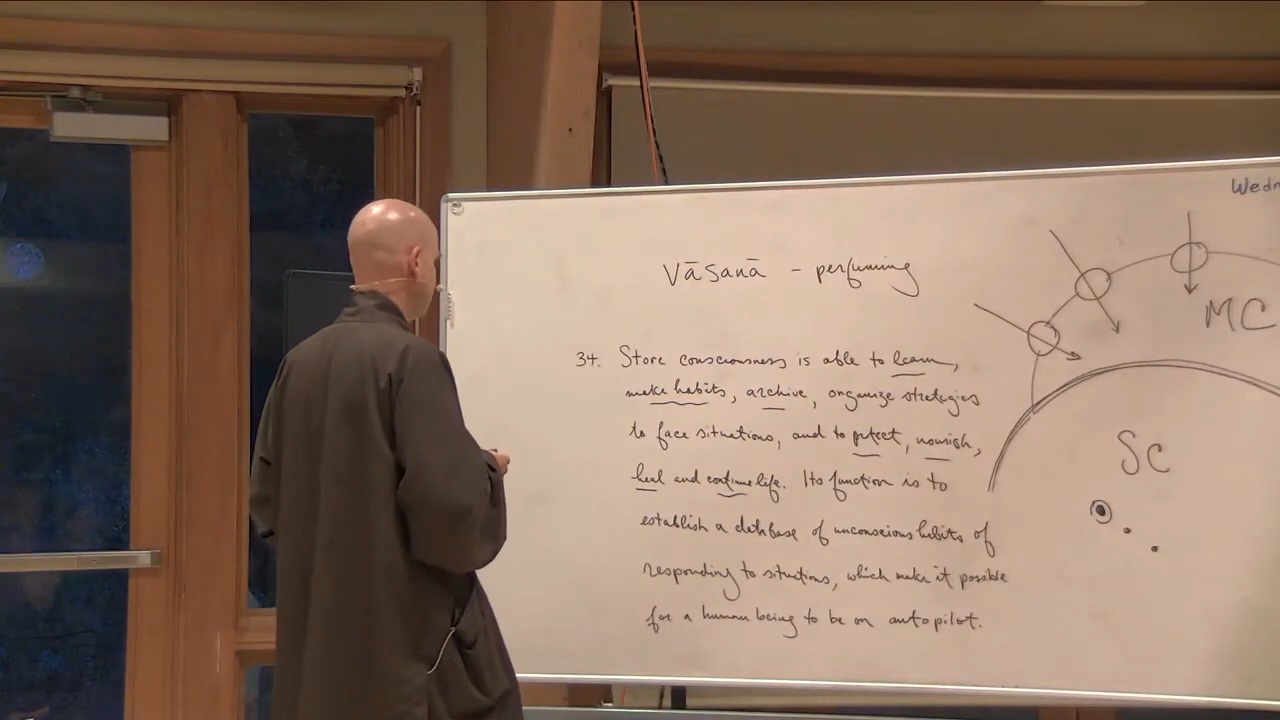 Wedn
Vāsanā - perfuming
34. Store consciousness is able to learn,
make habits, archive, organize strategies
to face situations, and to protect, nourish,
heal and continue life. Its function is to
establish a database of unconscious habits of
responding to situations, which make it possible
for a human being to be on autopilot.
MC
SC